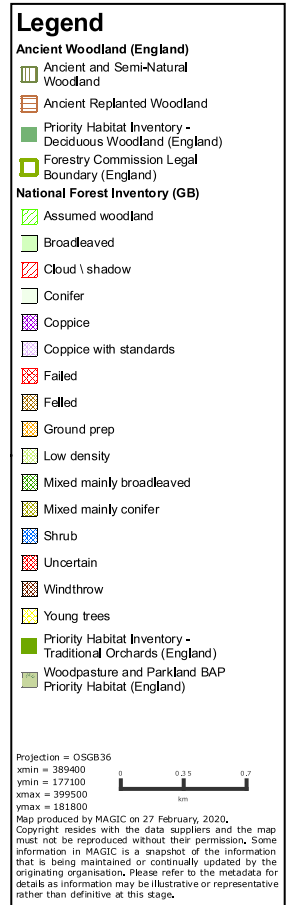 Legend
Ancient Woodland (England)
Ancient and Semi-Natural
Woodland
Ancient Replanted Woodland
Priority Habitat Inventory -
Deciduous Woodland (England)
Forestry Commission Legal
Boundary (England)
National Forest Inventory (GB)
Assumed woodland
Broadleaved
Cloud \ shadow
Conifer
Coppice
Coppice with standards
Failed
Felled
Ground prep
Low density
Mixed mainly broadleaved
Mixed mainly conifer
Shrub
Uncertain
Windthrow
Young trees
Priority Habitat Inventory -
Traditional Orchards (England)
Woodpasture and Parkland BAP
Priority Habitat (England)
Projection = OSGB36
xmin = 389400
ymin = 177100
xmax = 399500
ymax = 181800
0 0.35 0.7
km
Map produced by MAGIC on 27 February, 2020.
Copyright resides with the data suppliers and the map
must not be reproduced without their permission. Some
information in MAGIC is a snapshot of the information
that is being maintained or continually updated by the
originating organisation. Please refer to the metadata for
details as information may be illustrative or representative
rather than definitive at this stage.